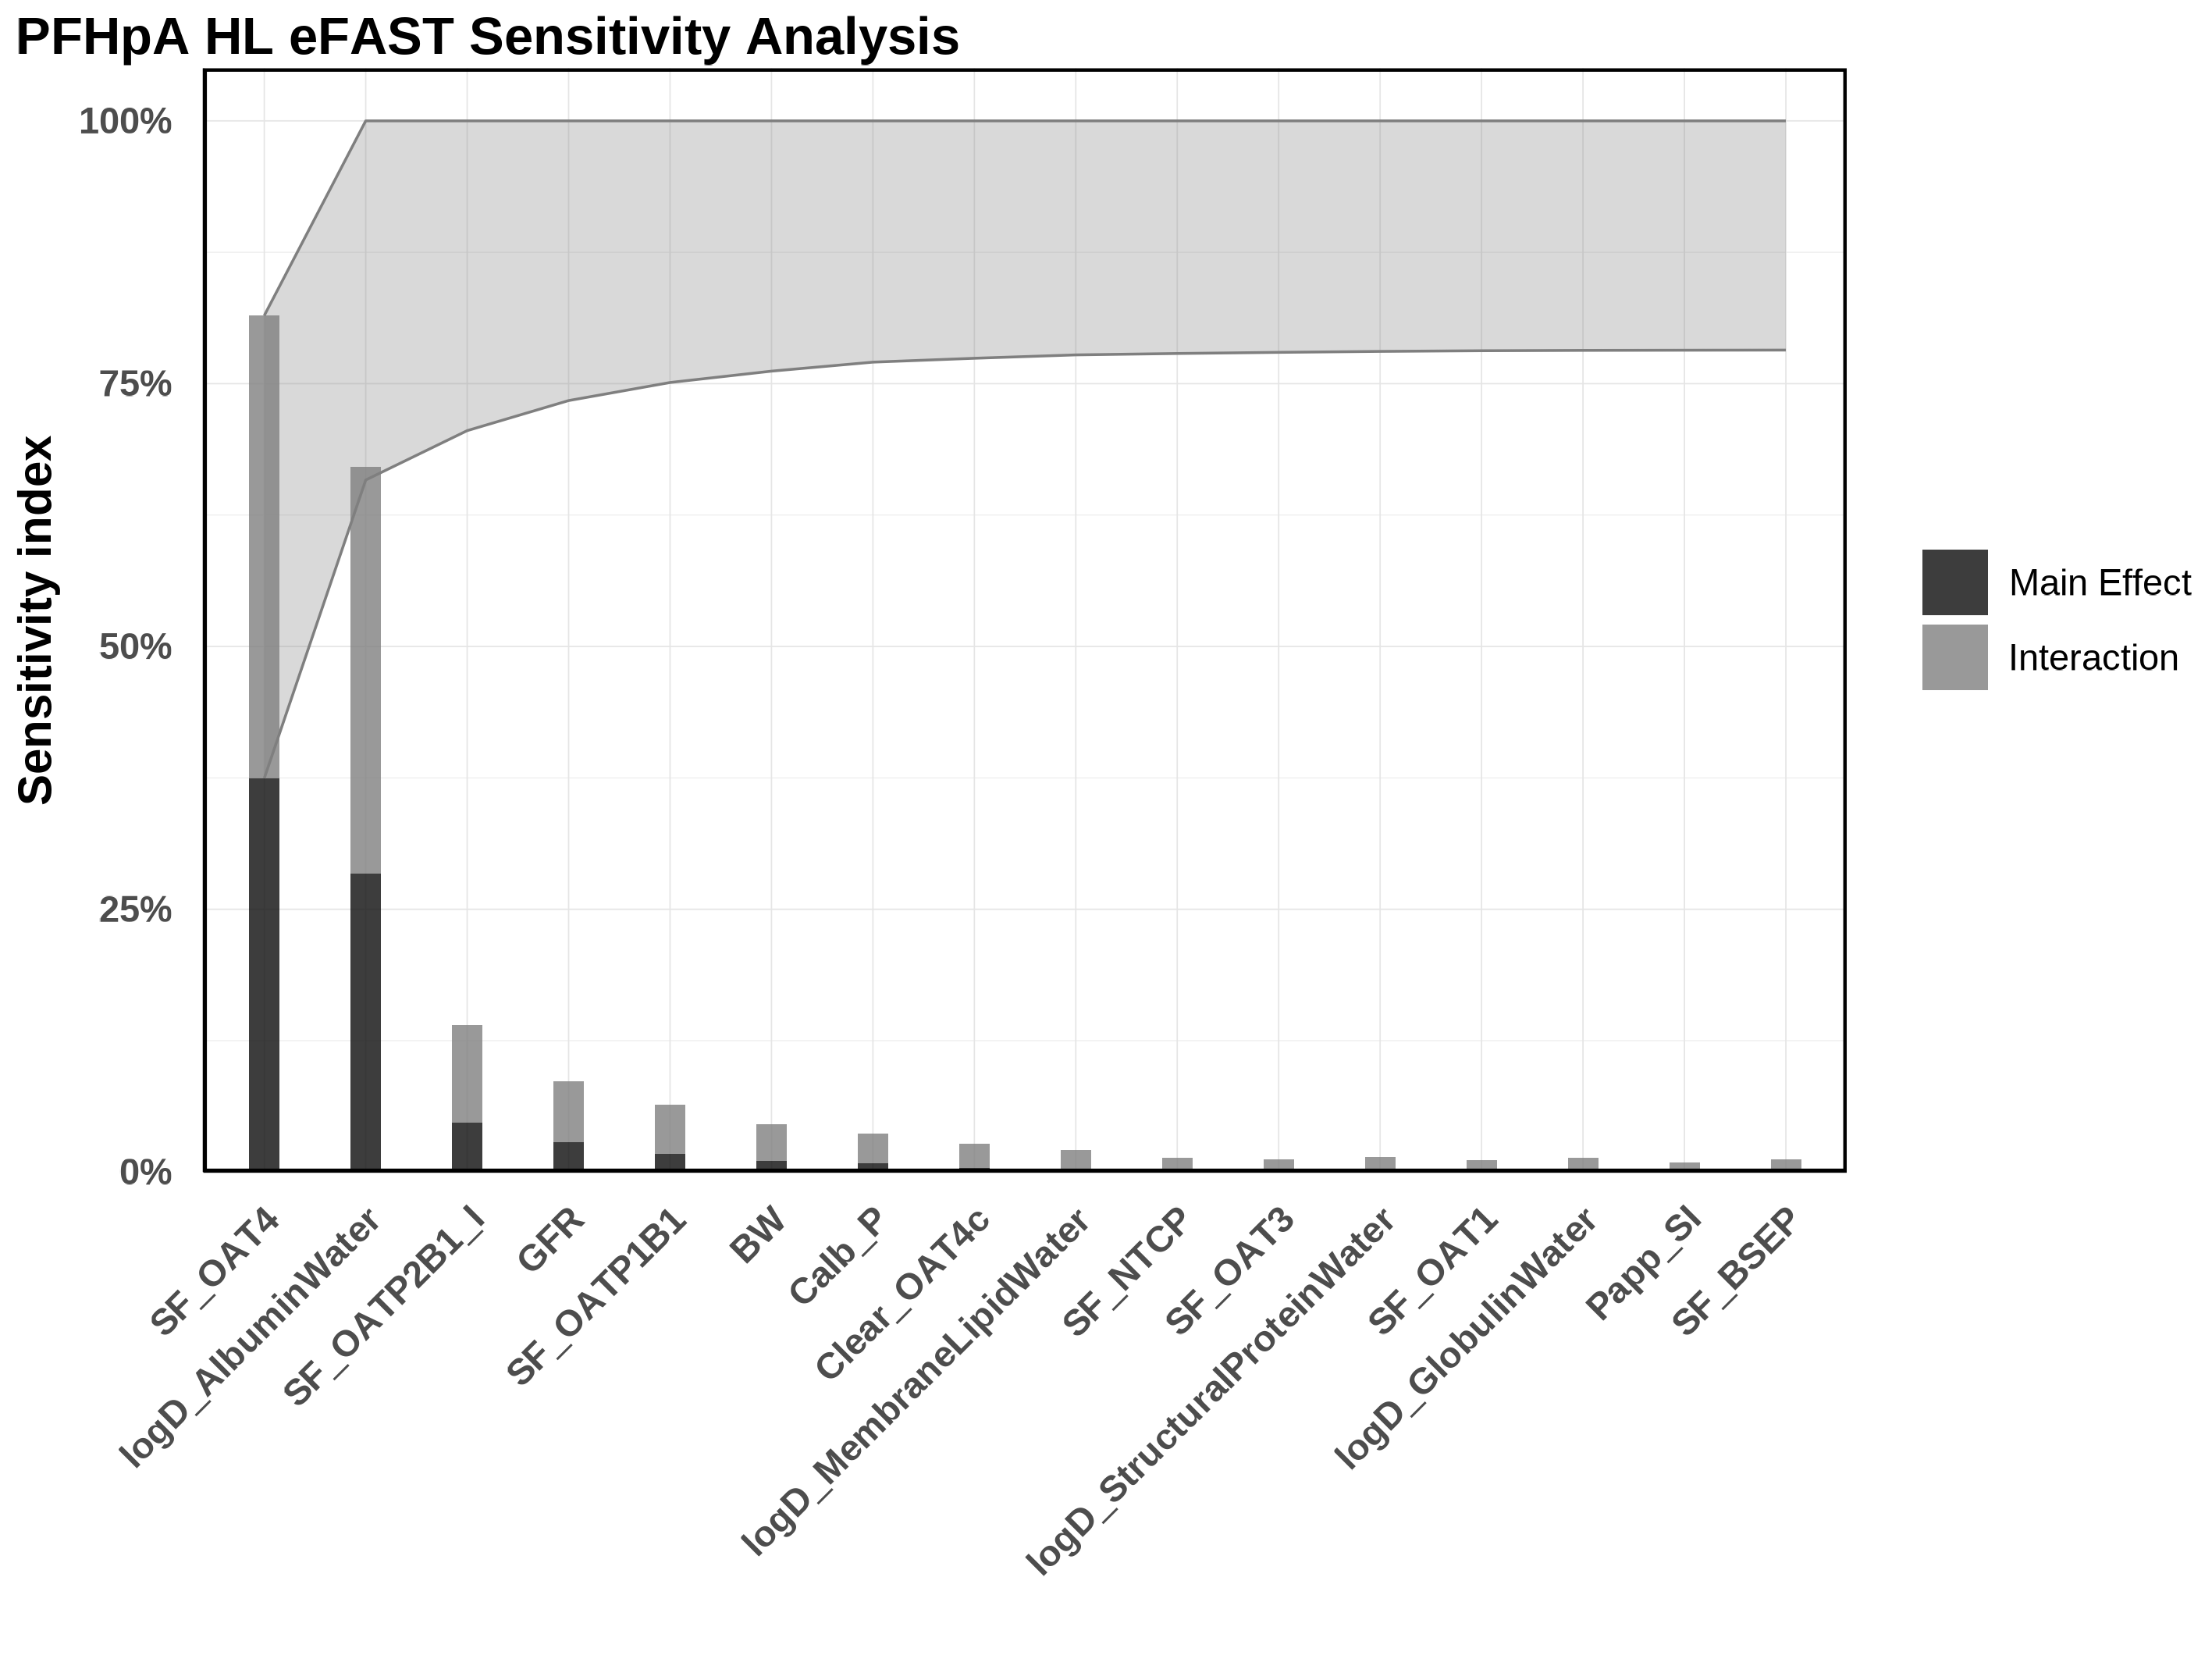 PFHpA HL eFAST Sensitivity Analysis
100%
75%
50%
25%
0%
Sensitivity index
Main Effect
Interaction
SF_OAT4
logD_AlbuminWater
SF_OATP2B1_I
GFR
SF_OATP1B1
BW
Calb_P
Clear_OAT4c
logD_MembraneLipidWater
SF_NTCP
SF_OAT3
logD_StructuralProteinWater
SF_OAT1
logD_GlobulinWater
Papp_SI
SF_BSEP